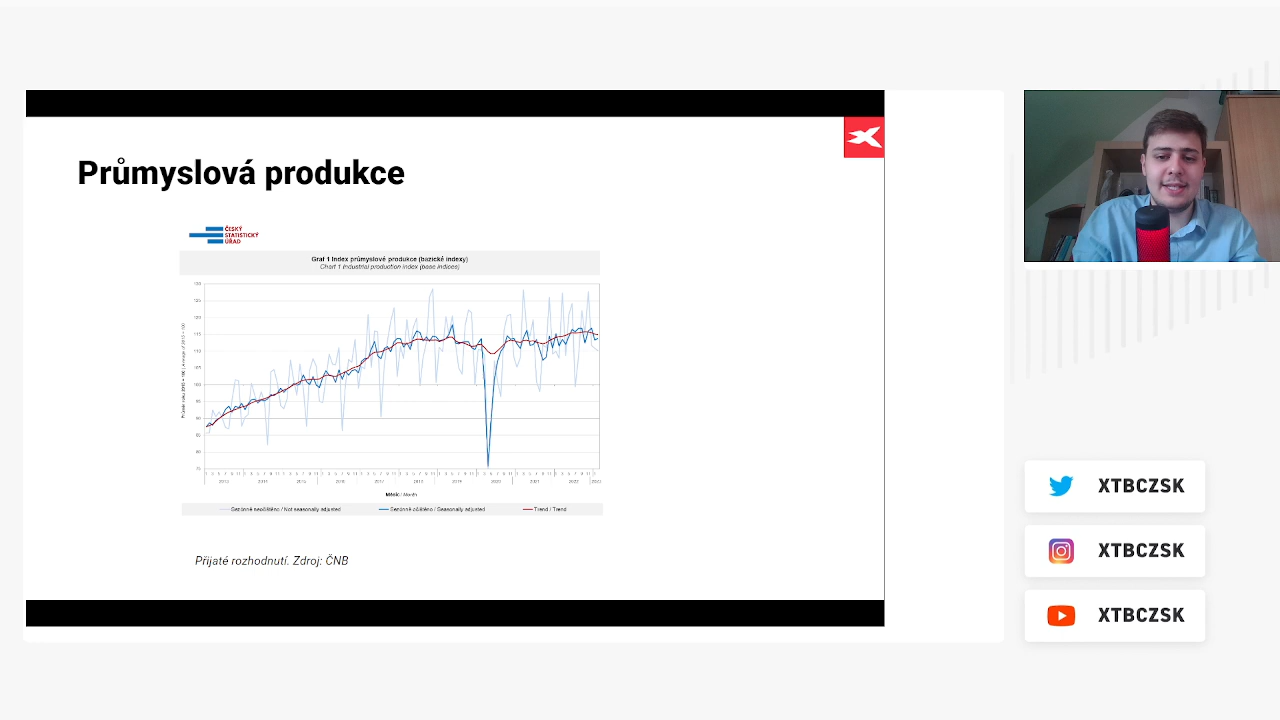 Průmyslová produkce
ČESKÝ
STATISTICKÝ
ÚŘAD
Graf 1 Index průmyslové produkce (bazické indexy)
Chart 1 Industrial production index (base indices)
Měsíc / Month
Sezónně neočištěno / Not seasonally adjusted
Sezónně očištěno / Seasonally adjusted
Trend / Trend
Přijaté rozhodnutí. Zdroj: ČNB
XTBCZSK
XTBCZSK
XTBCZSK